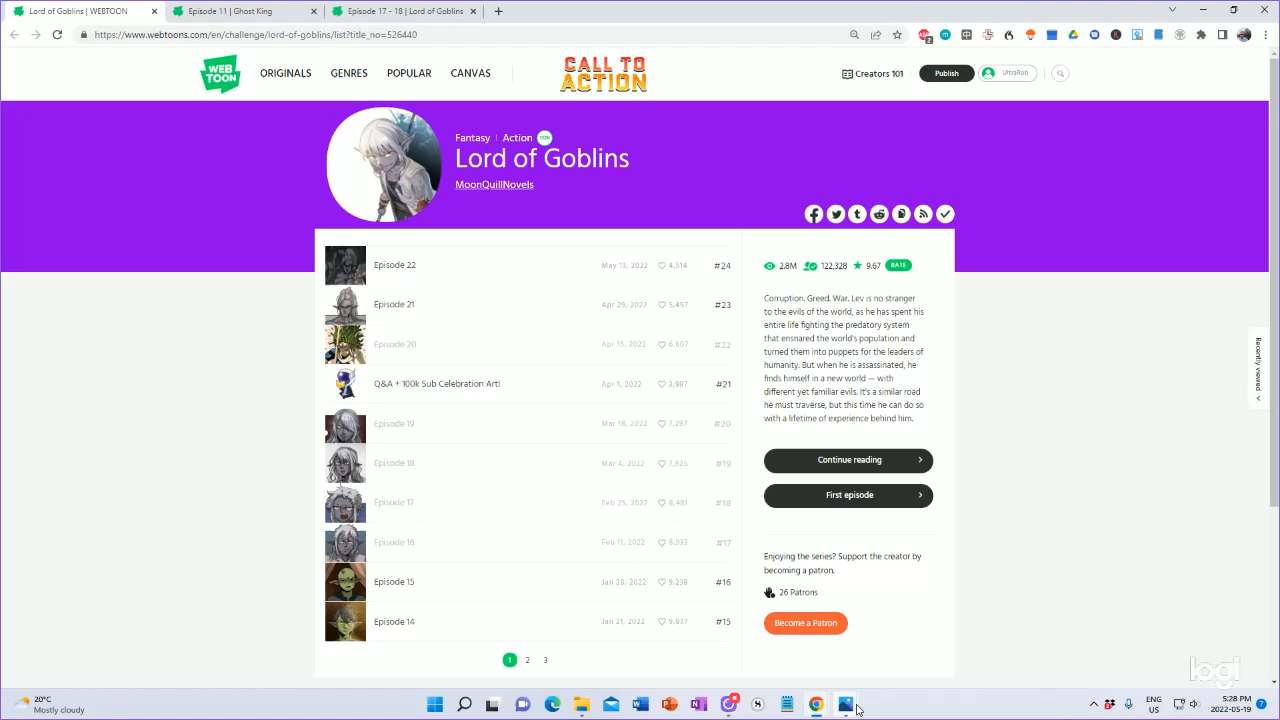 Lord of Goblins | WEBTOON
Episode 11 | Ghost King
Episode 17 - 18 | Lord of Goblins
https://www.webtoons.com/en/challenge/lord-of-goblins/list?title_no=526440
WEB
TOON
ORIGINALS
GENRES
POPULAR
CANVAS
CALL TO
ACTION
Creators 101
Publish
UltraRob
Fantasy | Action
Lord of Goblins
MoonQuillNovels
Episode 22 May 13, 2022 4,514 #24
Episode 21 Apr 29, 2022 5,497 #23
Episode 20 Apr 15, 2022 6,607 #22
Q&A + 100k Sub Celebration Art! Apr 1, 2022 3,987 #21
Episode 19 Mar 18, 2022 7,297 #20
Episode 18 Mar 4, 2022 7,925 #19
Episode 17 Feb 25, 2022 8,481 #18
Episode 16 Feb 11, 2022 8,933 #17
Episode 15 Jan 28, 2022 9,238 #16
Episode 14 Jan 21, 2022 9,837 #15
1 2 3
2.8M 122,328 9.67 RATE
Corruption. Greed. War. Lev is no stranger
to the evils of the world, as he has spent his
entire life fighting the predatory system
that ensnared the world's population and
turned them into puppets for the leaders of
humanity. But when he is assassinated, he
finds himself in a new world — with
different yet familiar evils. It's a similar road
he must traverse, but this time he can do so
with a lifetime of experience behind him.
Continue reading
First episode
Enjoying the series? Support the creator by
becoming a patron.
26 Patrons
Become a Patron
Recently viewed
logi
20°C
Mostly cloudy
ENG
US
5:28 PM
2022-05-19